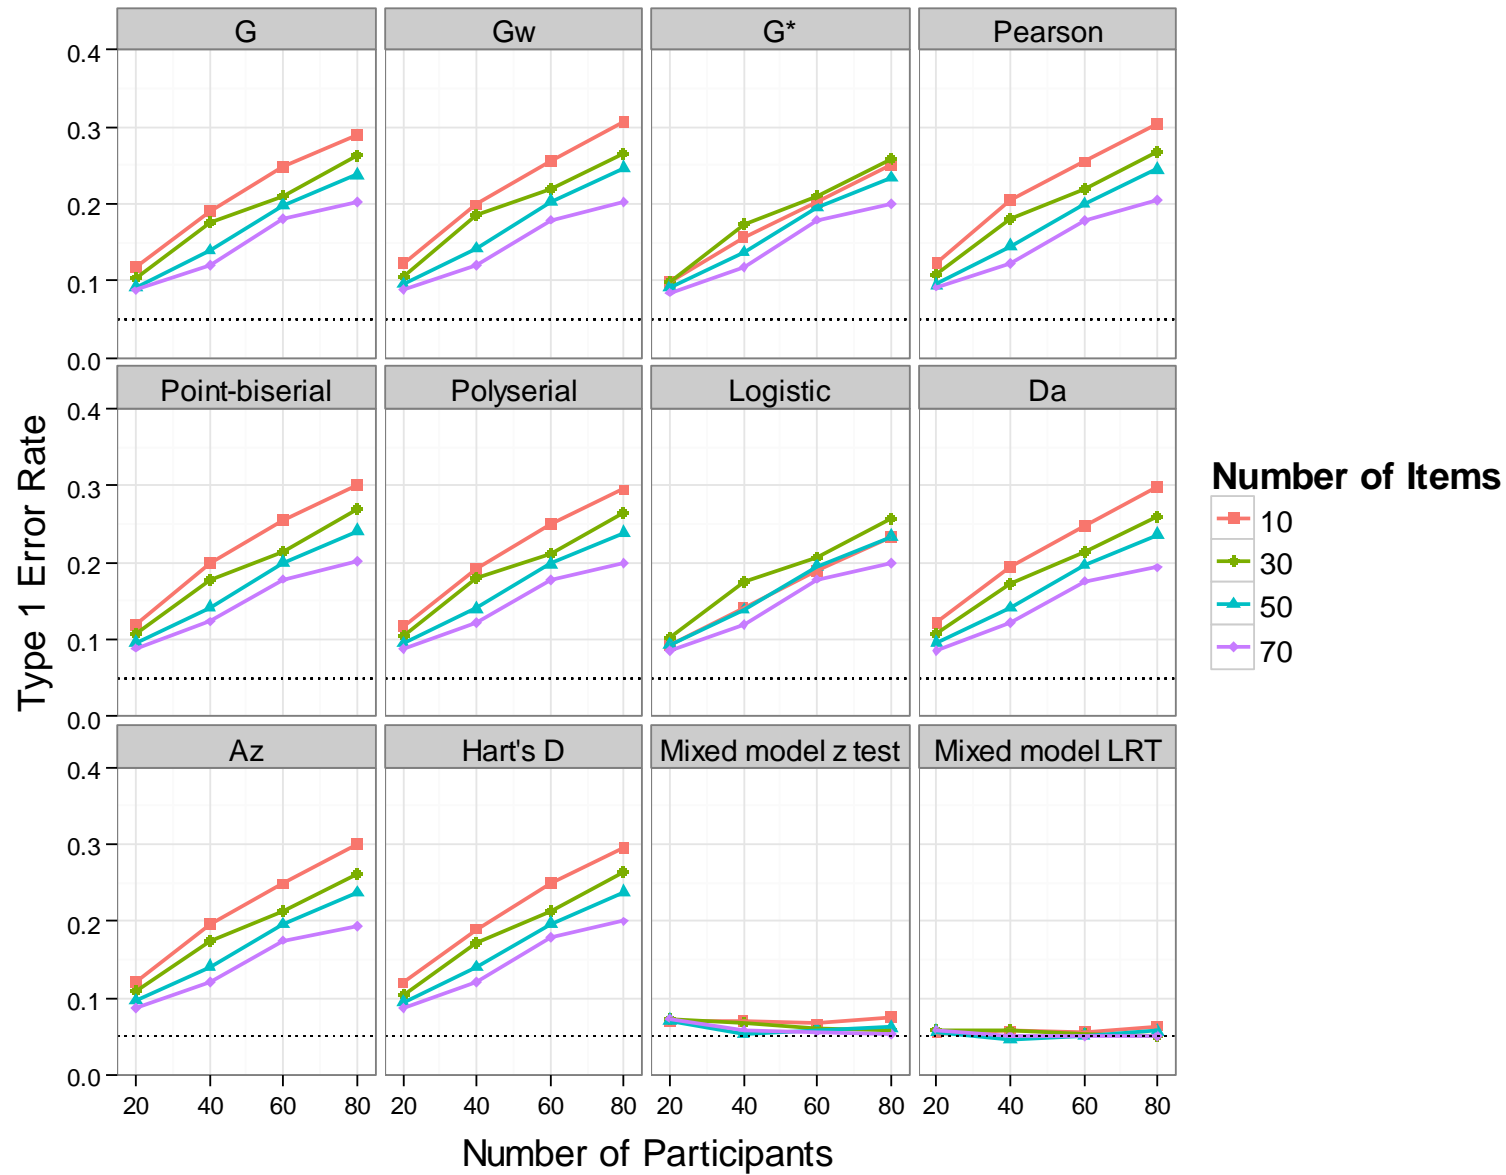 G Gw G* Pearson
0.4
0.3
0.2
0.1
0.0
Point-biserial Polyserial Logistic Da
0.4
0.3
0.2
0.1
0.0
Az Hart's D Mixed model z test Mixed model LRT
0.4
0.3
0.2
0.1
0.0
20 40 60 80 20 40 60 80 20 40 60 80 20 40 60 80
Number of Participants
Type 1 Error Rate
Number of Items
10
30
50
70